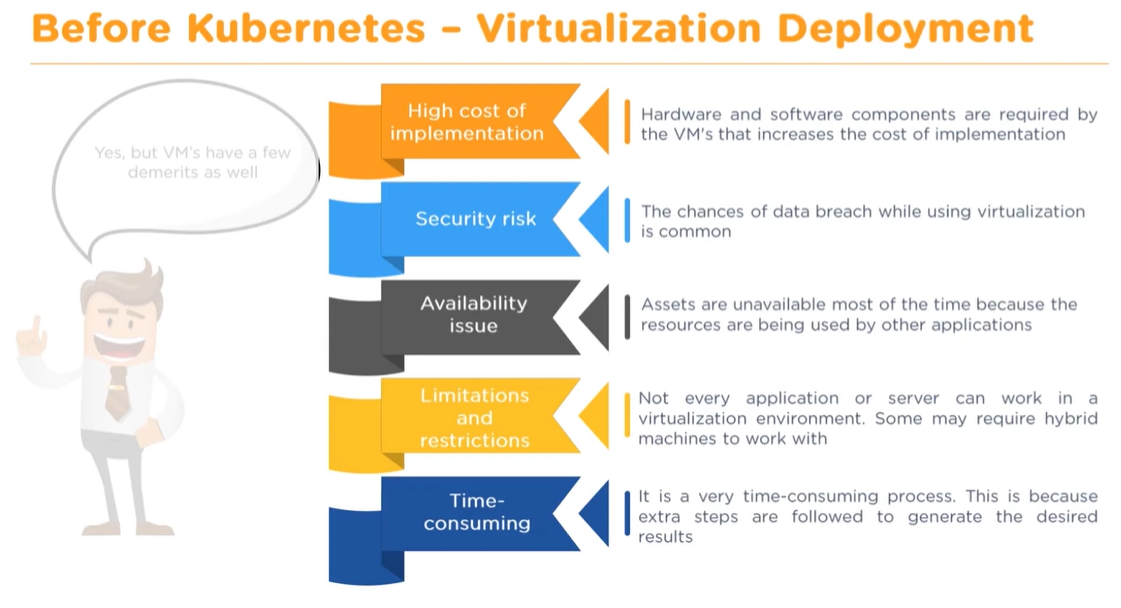 Before Kubernetes – Virtualization Deployment
Yes, but VM's have a few
demerits as well
High cost of
implementation
Hardware and software components are required by
the VM's that increases the cost of implementation
Security risk
The chances of data breach while using virtualization
is common
Availability
issue
Assets are unavailable most of the time because the
resources are being used by other applications
Limitations
and
restrictions
Not every application or server can work in a
virtualization environment. Some may require hybrid
machines to work with
Time-
consuming
It is a very time-consuming process. This is because
extra steps are followed to generate the desired
results